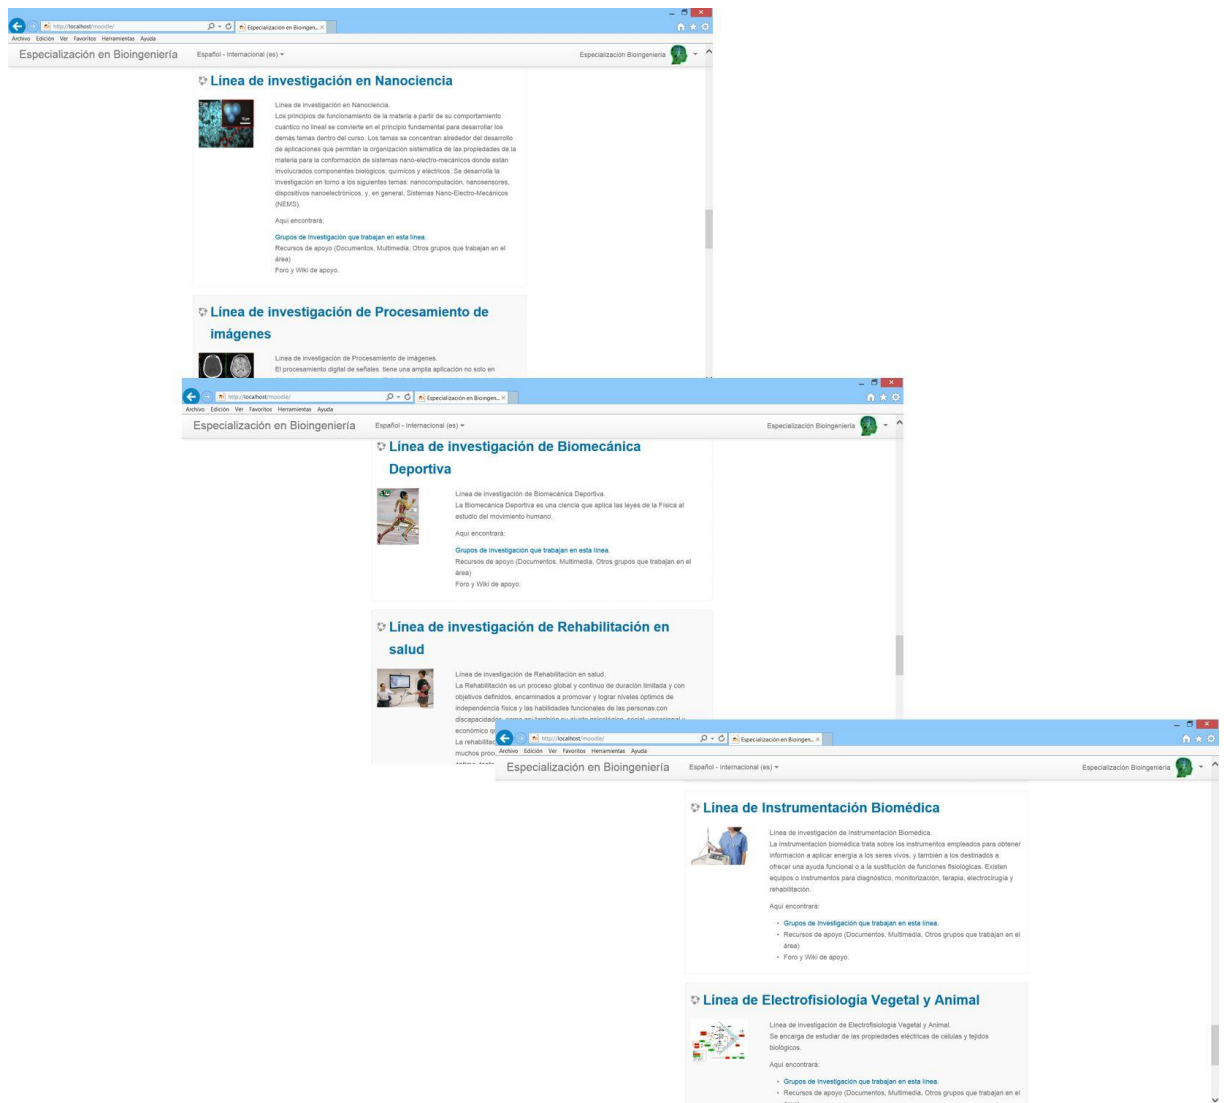 http://localhost/moodle/
Especialización en Bioingen...
Archivo Edición Ver Favoritos Herramientas Ayuda
Especialización en Bioingeniería
Español - Internacional (es)
Especialización Bioingeniería
Línea de investigación en Nanociencia
Línea de investigación en Nanociencia.
Los principios de funcionamiento de la materia a partir de su comportamiento
cuántico no lineal se convierte en el principio fundamental para desarrollar los
demás temas dentro del curso. Los temas se concentran alrededor del desarrollo
de aplicaciones que permitan la organización sistemática de las propiedades de la
materia para la conformación de sistemas nano-electro-mecánicos donde están
involucrados componentes biológicos, químicos y eléctricos. Se desarrolla la
investigación en torno a los siguientes temas: nanocomputación, nanosensores,
dispositivos nanoelectrónicos, y, en general, Sistemas Nano-Electro-Mecánicos
(NEMS).
Aquí encontrará:
Grupos de Investigación que trabajan en esta línea.
Recursos de apoyo (Documentos, Multimedia, Otros grupos que trabajan en el
área)
Foro y Wiki de apoyo.
Línea de investigación de Procesamiento de
imágenes
Línea de investigación de Procesamiento de imágenes.
El procesamiento digital de señales tiene una amplia aplicación no solo en
http://localhost/moodle/
Especialización en Bioingen...
Archivo Edición Ver Favoritos Herramientas Ayuda
Especialización en Bioingeniería
Español - Internacional (es)
Especialización Bioingeniería
Línea de investigación de Biomecánica
Deportiva
Línea de investigación de Biomecánica Deportiva.
La Biomecánica Deportiva es una ciencia que aplica las leyes de la Física al
estudio del movimiento humano.
Aquí encontrará:
Grupos de Investigación que trabajan en esta línea.
Recursos de apoyo (Documentos, Multimedia, Otros grupos que trabajan en el
área)
Foro y Wiki de apoyo.
Línea de investigación de Rehabilitación en
salud
Línea de investigación de Rehabilitación en salud.
La Rehabilitación es un proceso global y continuo de duración limitada y con
objetivos definidos, encaminados a promover y lograr niveles óptimos de
independencia física y las habilidades funcionales de las personas con
discapacidades, como así también su ajuste psicológico, social, vocacional y
económico
La
muchos
http://localhost/moodle/
Especialización en Bioingen...
Archivo Edición Ver Favoritos Herramientas Ayuda
Especialización en Bioingeniería
Español - Internacional (es)
Especialización Bioingeniería
Línea de Instrumentación Biomédica
Línea de investigación de Instrumentación Biomédica.
La instrumentación biomédica trata sobre los instrumentos empleados para obtener
información a aplicar energía a los seres vivos, y también a los destinados a
ofrecer una ayuda funcional o a la sustitución de funciones fisiológicas. Existen
equipos o instrumentos para diagnóstico, monitorización, terapia, electrocirugía y
rehabilitación.
Aquí encontrará:
• Grupos de Investigación que trabajan en esta línea.
• Recursos de apoyo (Documentos, Multimedia, Otros grupos que trabajan en el
área)
• Foro y Wiki de apoyo.
Línea de Electrofisiología Vegetal y Animal
Línea de investigación de Electrofisiología Vegetal y Animal.
Se encarga de estudiar de las propiedades eléctricas de células y tejidos
biológicos.
Aquí encontrará:
• Grupos de Investigación que trabajan en esta línea.
• Recursos de apoyo (Documentos, Multimedia, Otros grupos que trabajan en el